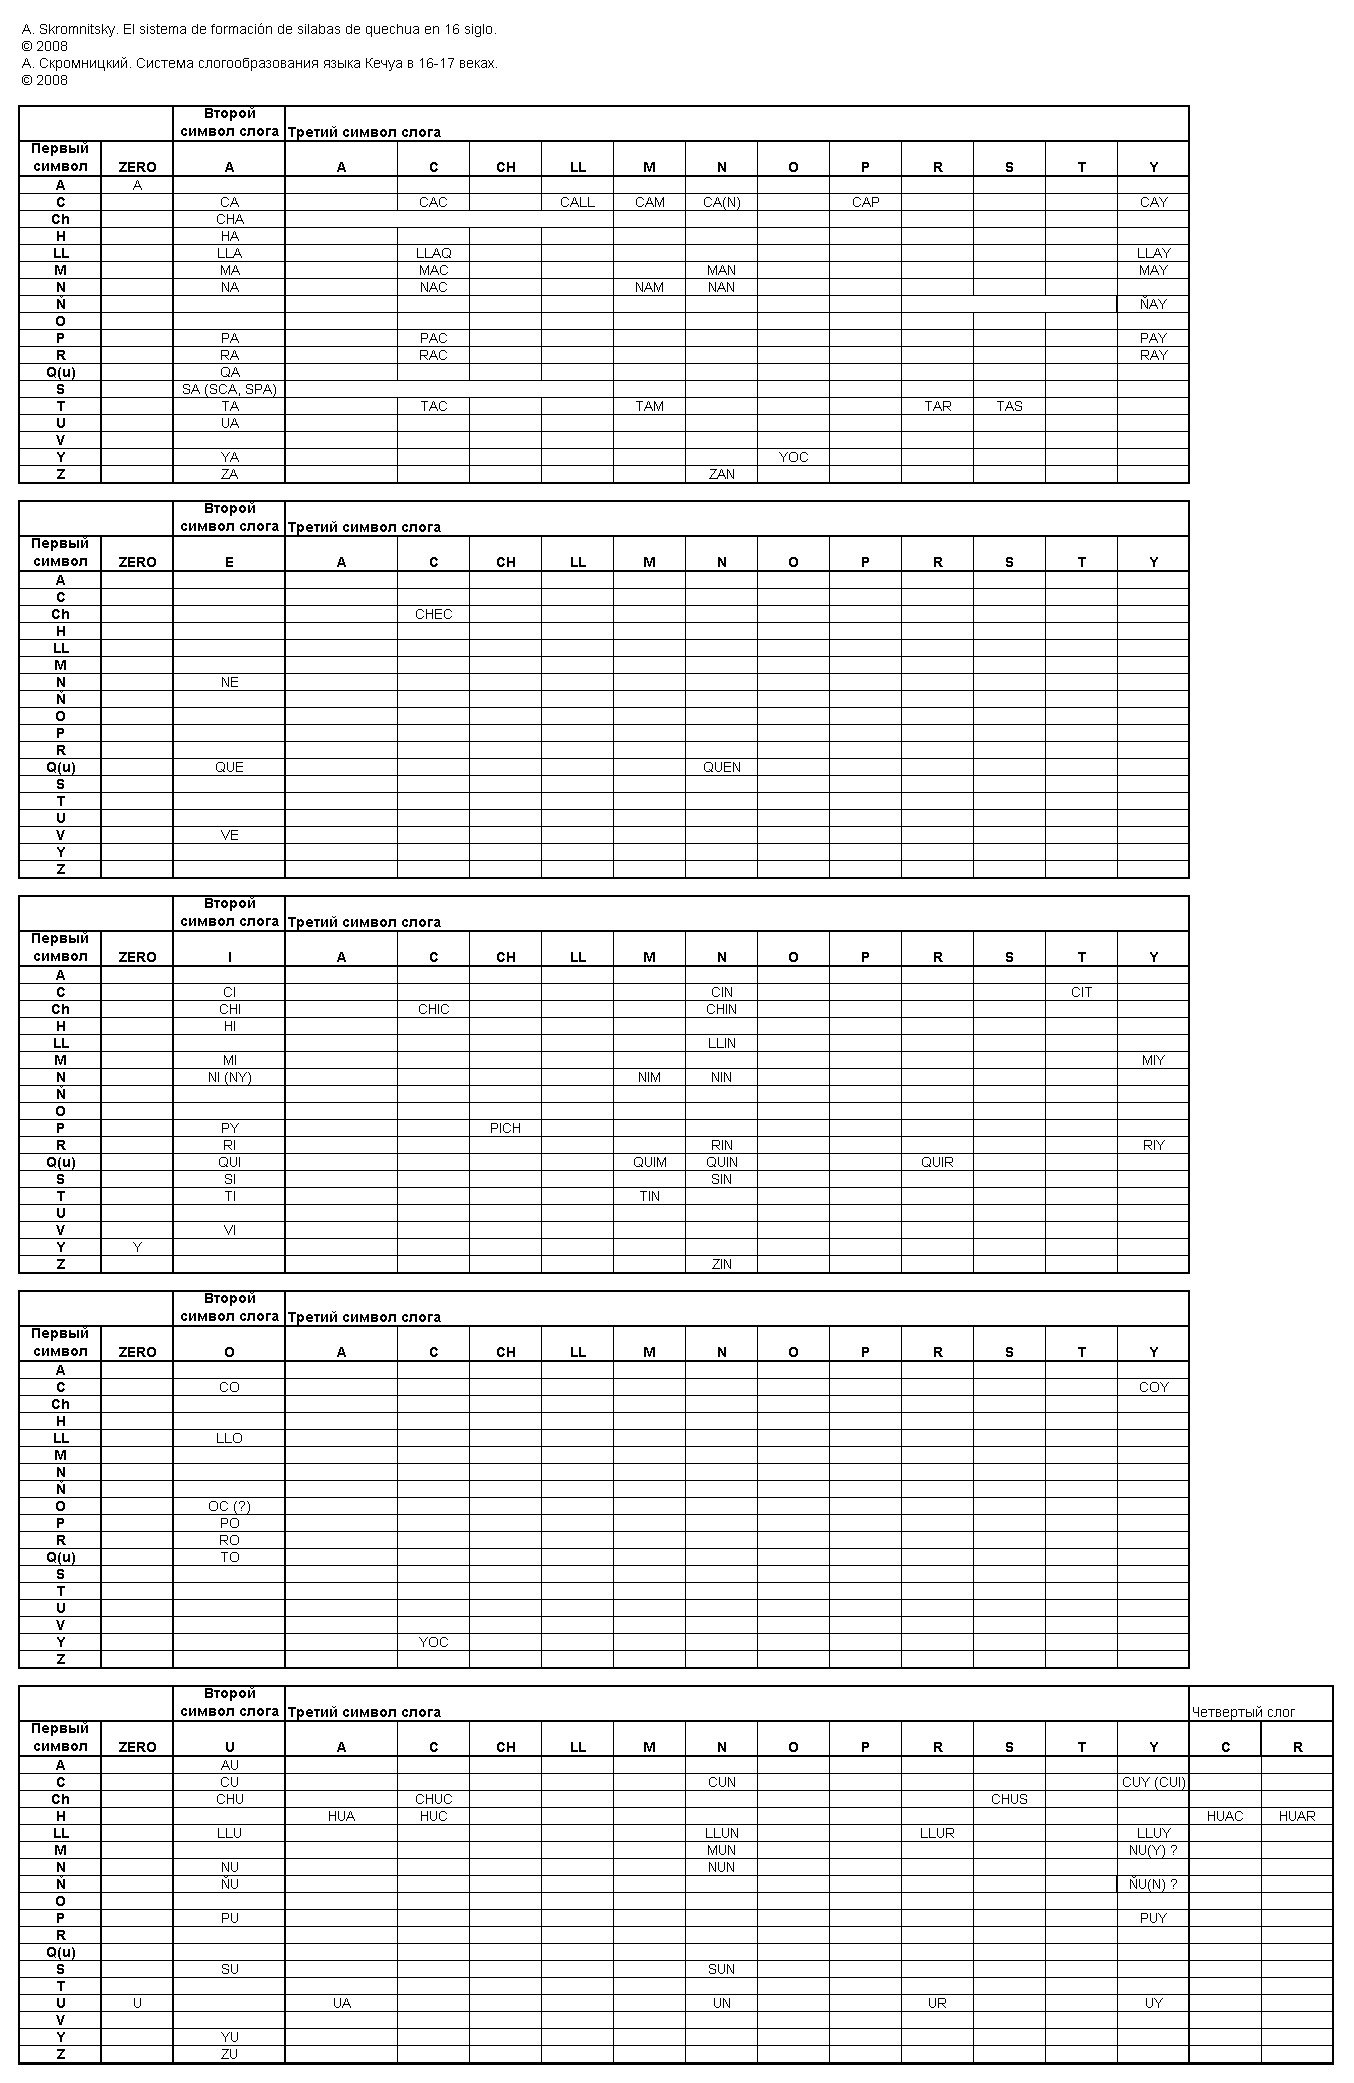 A. Skromnitsky. El sistema de formación de silabas de quechua en 16 siglo.
© 2008
А. Скромницкий. Система слогообразования языка Кечуа в 16-17 веках.
© 2008
Второй
символ слога Третий символ слога
Первый
символ ZERO A A C CH LL M N O P R S T Y
A A
C CA CAC CALL CAM CA(N) CAP CAY
Ch CHA
H HA
LL LLA LLAQ LLAY
M MA MAC MAN MAY
N NA NAC NAM NAN
Ň ŇAY
O
P PA PAC PAY
R RA RAC RAY
Q(u) QA
S SA (SCA, SPA)
T TA TAC TAM TAR TAS
U UA
V
Y YA YOC
Z ZA ZAN
Второй
символ слога Третий символ слога
Первый
символ ZERO E A C CH LL M N O P R S T Y
A
C
Ch CHEC
H
LL
M
N NE
Ň
O
P
R
Q(u) QUE QUEN
S
T
U
V VE
Y
Z
Второй
символ слога Третий символ слога
Первый
символ ZERO I A C CH LL M N O P R S T Y
A
C CI CIN CIT
Ch CHI CHIC CHIN
H HI
LL LLIN
M MI MIY
N NI (NY) NIM NIN
Ň
O
P PY PICH
R RI RIN RIY
Q(u) QUI QUIM QUIN QUIR
S SI SIN
T TI TIN
U
V VI
Y Y
Z ZIN
Второй
символ слога Третий символ слога
Первый
символ ZERO O A C CH LL M N O P R S T Y
A
C CO COY
Ch
H
LL LLO
M
N
Ň
O OC (?)
P PO
R RO
Q(u) TO
S
T
U
V
Y YOC
Z
Второй
символ слога Третий символ слога Четвертый слог
Первый
символ ZERO U A C CH LL M N O P R S T Y C R
A AU
C CU CUN CUY (CUI)
Ch CHU CHUC CHUS
H HUA HUC HUAC HUAR
LL LLU LLUN LLUR LLUY
M MUN NU(Y) ?
N NU NUN
Ň ŇU ŇU(N) ?
O
P PU PUY
R
Q(u)
S SU SUN
T
U U UA UN UR UY
V
Y YU
Z ZU